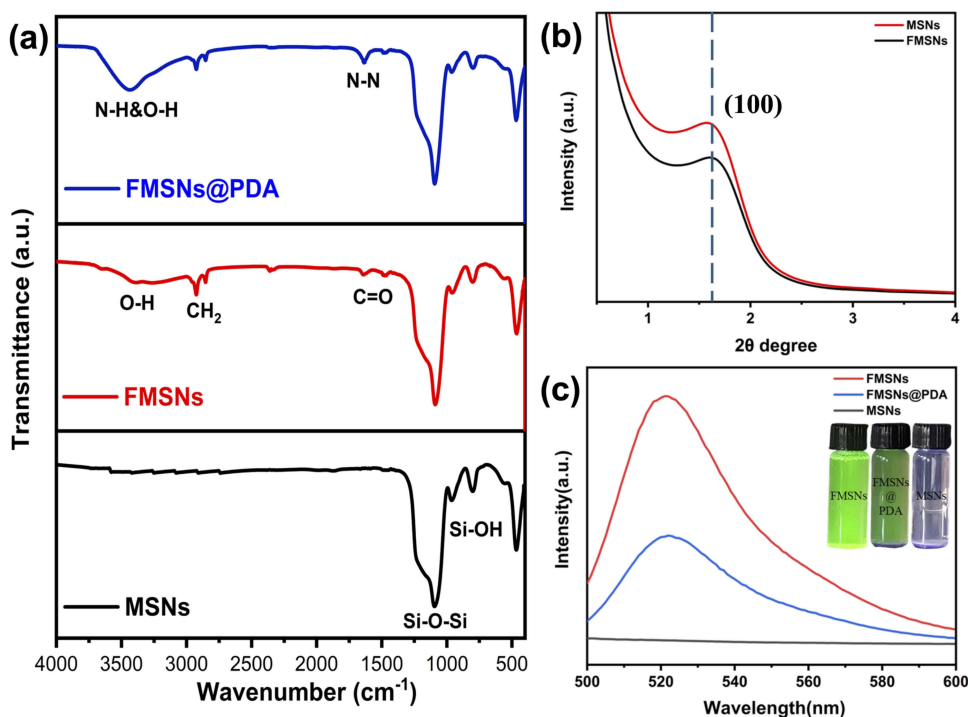 (a)
N-H&O-H
N-N
FMSNs@PDA
O-H
CH₂
C=O
FMSNs
Si-OH
MSNs
Si-O-Si
Transmittance (a.u.)
4000 3500 3000 2500 2000 1500 1000 500
Wavenumber (cm⁻¹)
(b)
MSNs
FMSNs
(100)
Intensity (a.u.)
1 2 3 4
2θ degree
(c)
FMSNs
FMSNs@PDA
MSNs
FMSNs
FMSNs
@
PDA
MSNs
Intensity(a.u.)
500 520 540 560 580 600
Wavelength(nm)